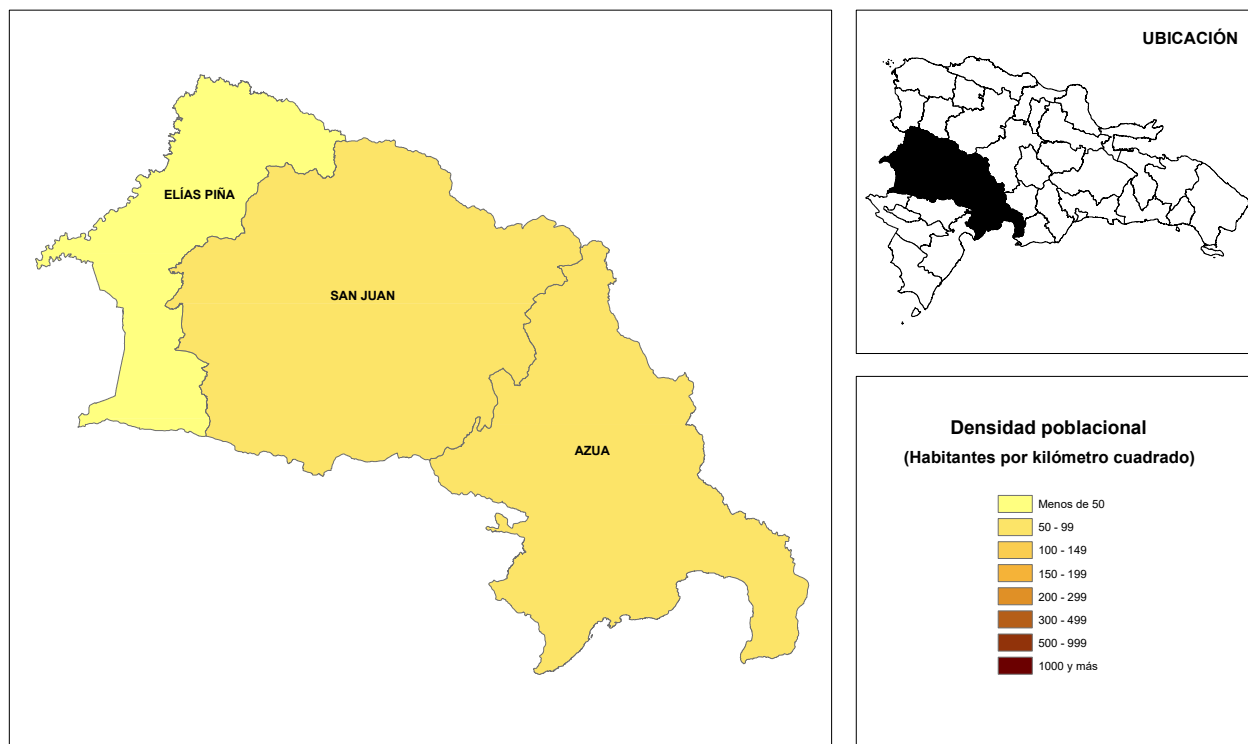 ELÍAS PIÑA
SAN JUAN
AZUA
UBICACIÓN
Densidad poblacional
(Habitantes por kilómetro cuadrado)
Menos de 50
50 - 99
100 - 149
150 - 199
200 - 299
300 - 499
500 - 999
1000 y más